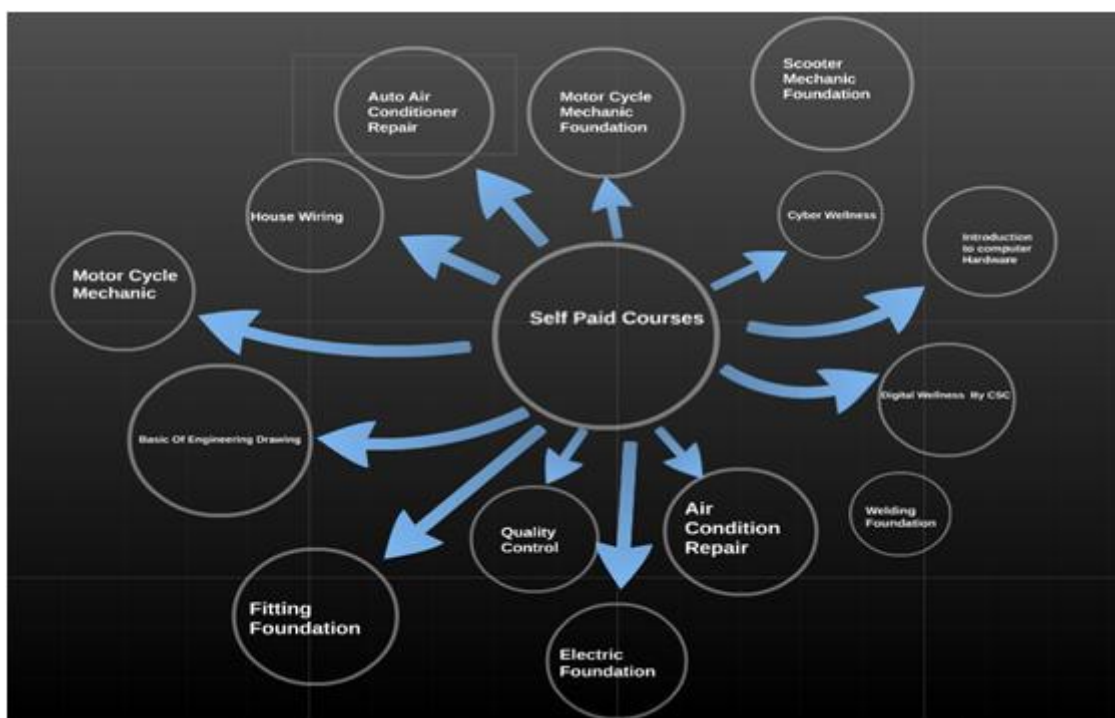 Scooter
Mechanic
Foundation
Auto Air
Conditioner
Repair
Motor Cycle
Mechanic
Foundation
House Wiring
Cyber Wellness
Introduction
to computer
Hardware
Motor Cycle
Mechanic
Self Paid Courses
Digital Wellness By CSC
Basic Of Engineering Drawing
Air
Condition
Repair
Welding
Foundation
Quality
Control
Fitting
Foundation
Electric
Foundation